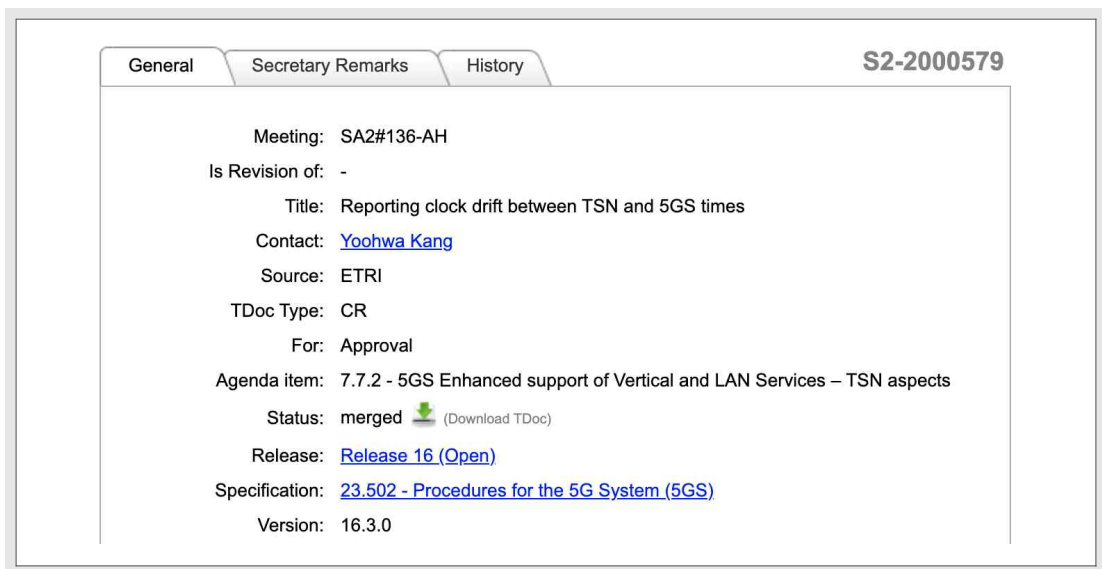 General
Secretary Remarks
History
S2-2000579
Meeting: SA2#136-AH
Is Revision of: -
Title: Reporting clock drift between TSN and 5GS times
Contact: Yoohwa Kang
Source: ETRI
TDoc Type: CR
For: Approval
Agenda item: 7.7.2 - 5GS Enhanced support of Vertical and LAN Services – TSN aspects
Status: merged (Download TDoc)
Release: Release 16 (Open)
Specification: 23.502 - Procedures for the 5G System (5GS)
Version: 16.3.0